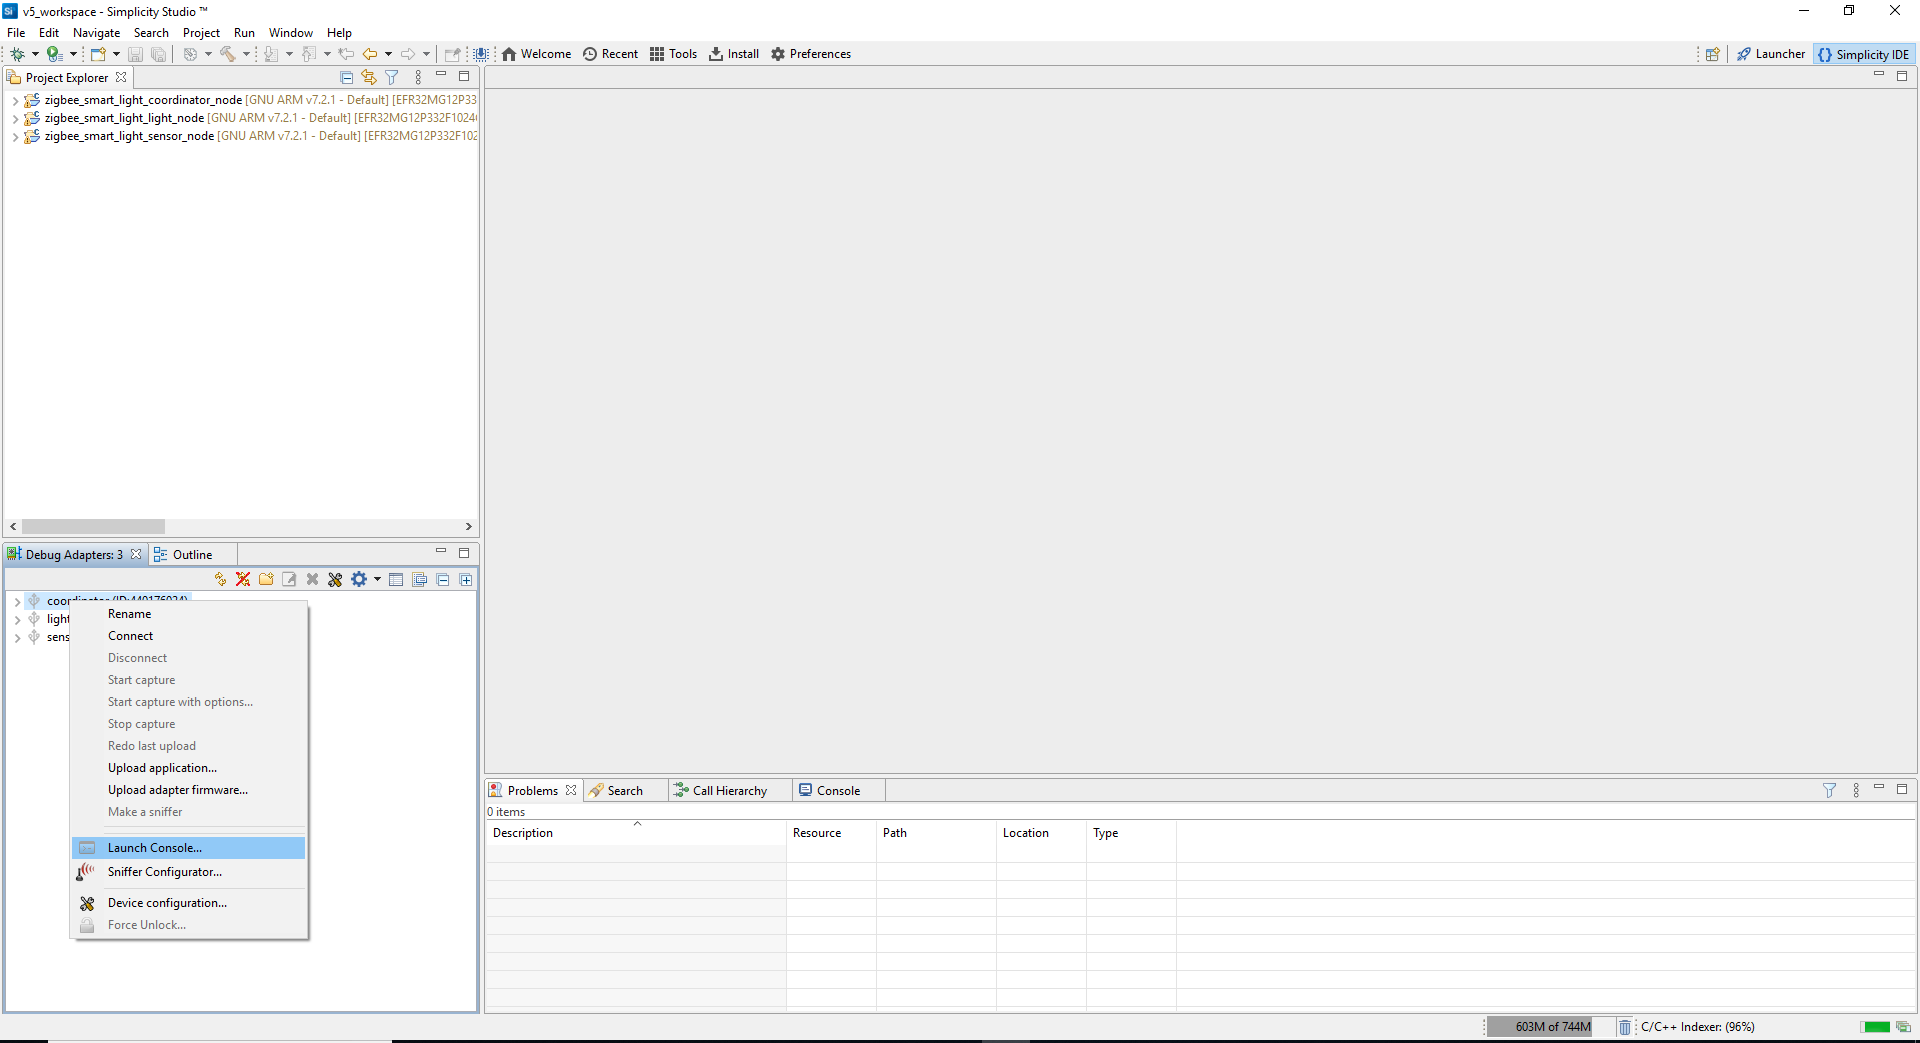 v5_workspace - Simplicity Studio ™
File Edit Navigate Search Project Run Window Help
Welcome Recent Tools Install Preferences Launcher Simplicity IDE
Project Explorer
zigbee_smart_light_coordinator_node [GNU ARM v7.2.1 - Default] [EFR32MG12P33
zigbee_smart_light_light_node [GNU ARM v7.2.1 - Default] [EFR32MG12P332F1024
zigbee_smart_light_sensor_node [GNU ARM v7.2.1 - Default] [EFR32MG12P332F102
Debug Adapters: 3 Outline
coordinator (ID:440176034)
light
sens
Rename
Connect
Disconnect
Start capture
Start capture with options...
Stop capture
Redo last upload
Upload application...
Upload adapter firmware...
Make a sniffer
Launch Console...
Sniffer Configurator...
Device configuration...
Force Unlock...
Problems Search Call Hierarchy Console
0 items
Description Resource Path Location Type
603M of 744M C/C++ Indexer: (96%)